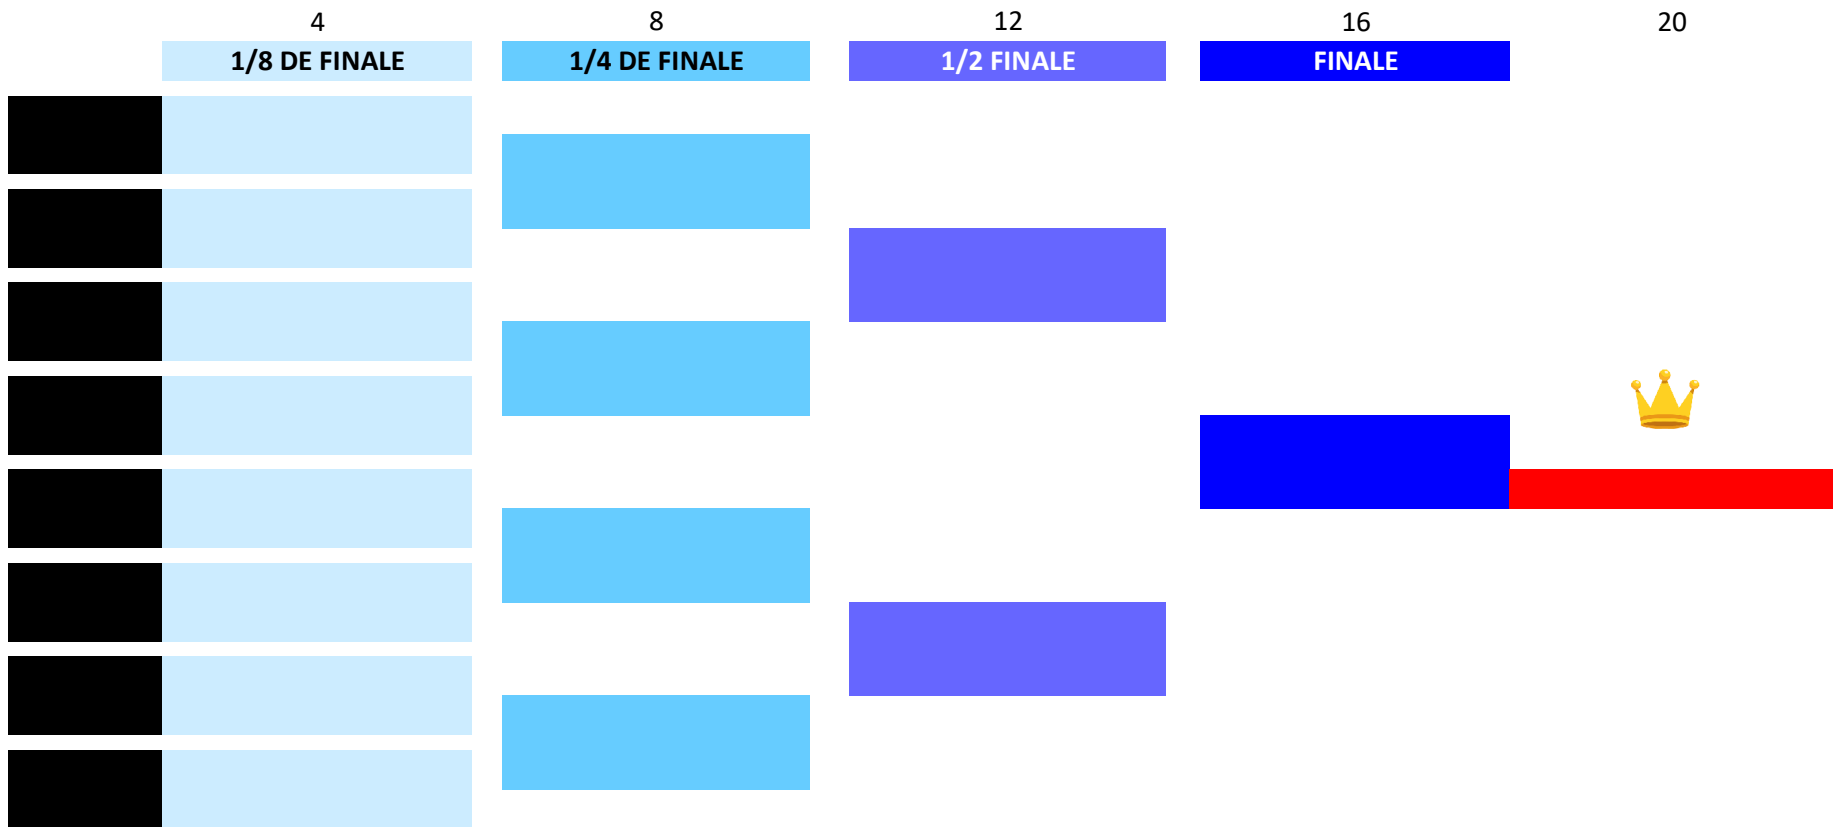 4 8 12 16 20
1/8 DE FINALE 1/4 DE FINALE 1/2 FINALE FINALE